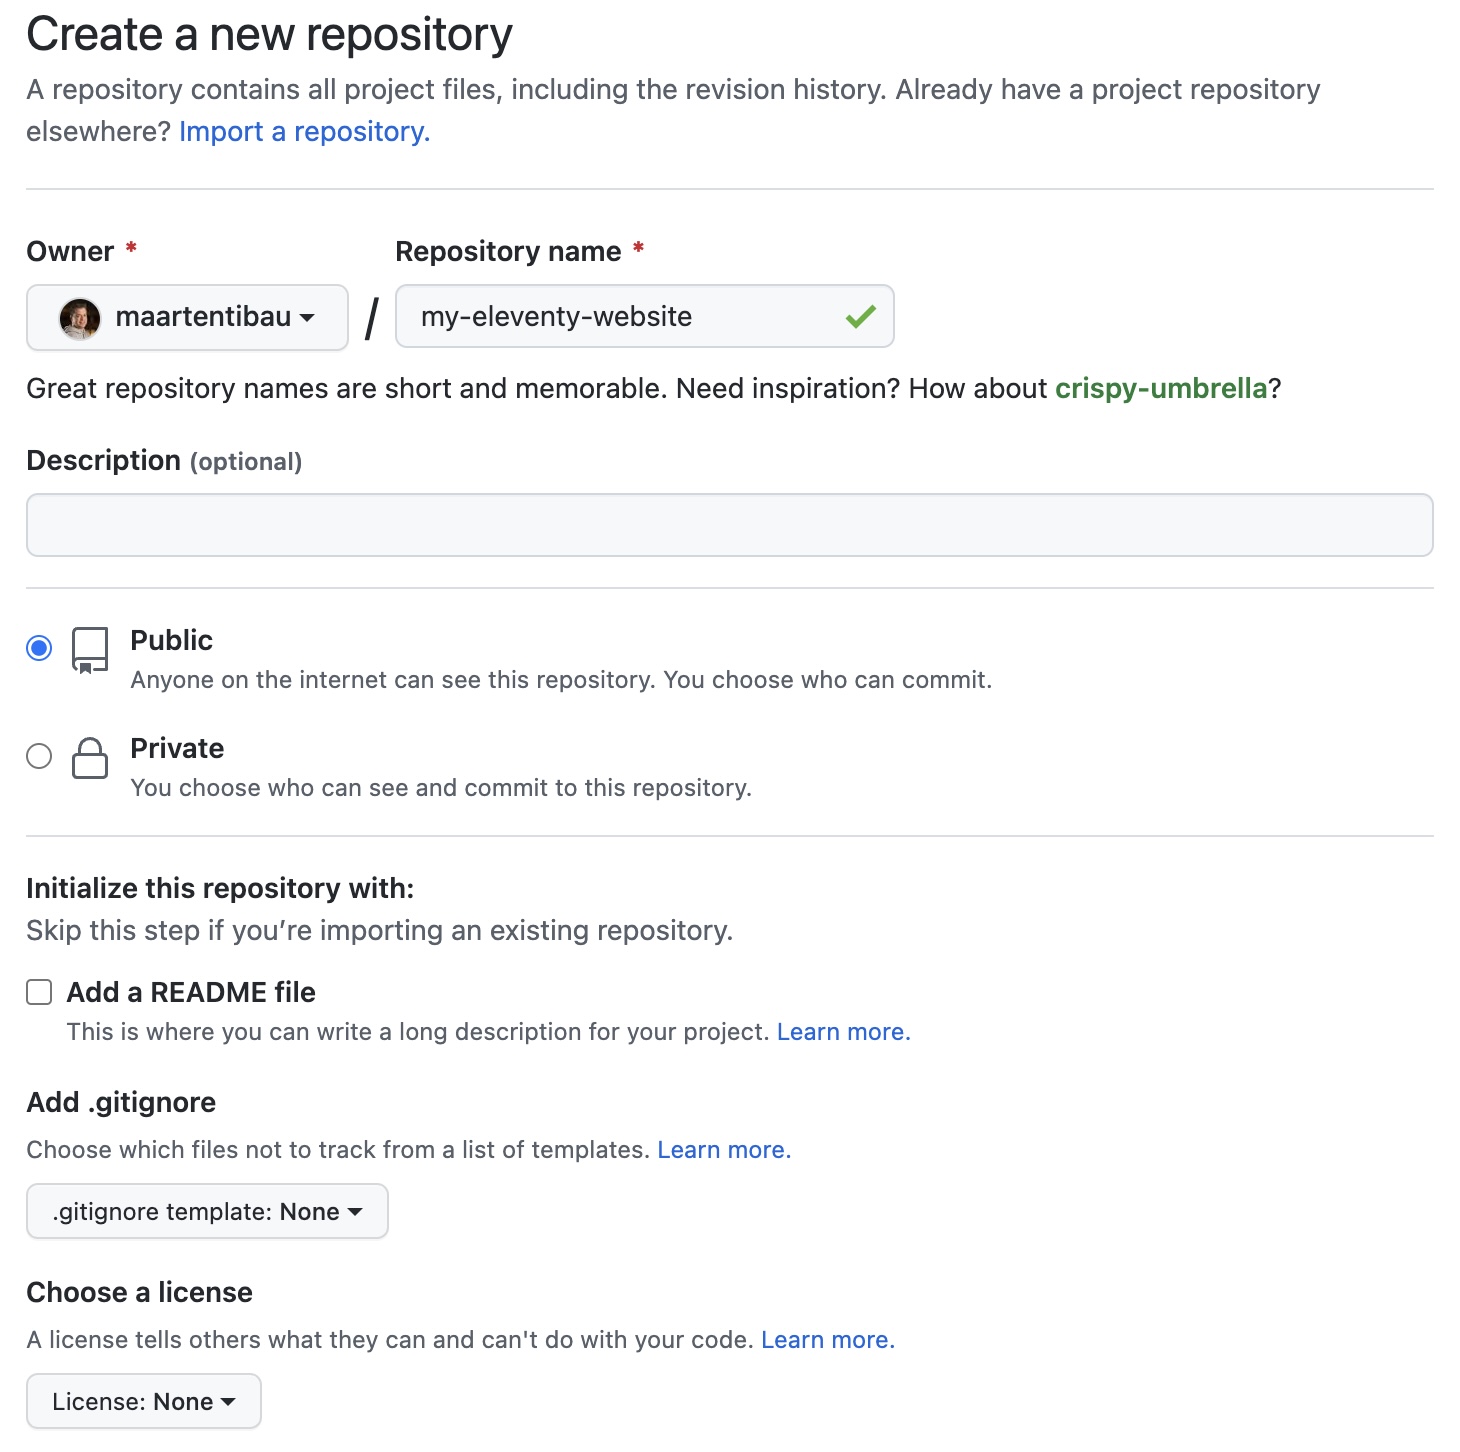 Create a new repository
A repository contains all project files, including the revision history. Already have a project repository
elsewhere? Import a repository.
Owner * Repository name *
maartentibau / my-eleventy-website
Great repository names are short and memorable. Need inspiration? How about crispy-umbrella?
Description (optional)
Public
Anyone on the internet can see this repository. You choose who can commit.
Private
You choose who can see and commit to this repository.
Initialize this repository with:
Skip this step if you’re importing an existing repository.
Add a README file
This is where you can write a long description for your project. Learn more.
Add .gitignore
Choose which files not to track from a list of templates. Learn more.
.gitignore template: None
Choose a license
A license tells others what they can and can't do with your code. Learn more.
License: None